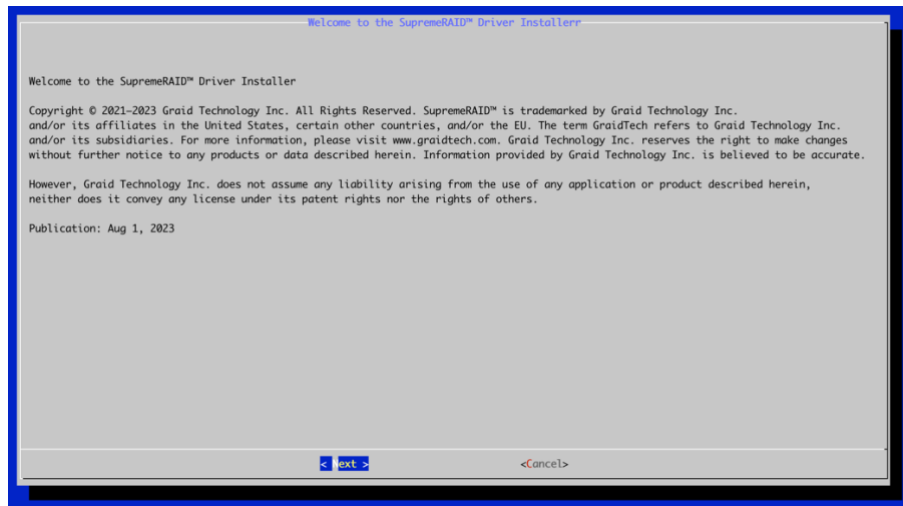 Welcome to the SupremeRAID™ Driver Installerr
Welcome to the SupremeRAID™ Driver Installer
Copyright © 2021–2023 Graid Technology Inc. All Rights Reserved. SupremeRAID™ is trademarked by Graid Technology Inc.
and/or its affiliates in the United States, certain other countries, and/or the EU. The term GraidTech refers to Graid Technology Inc.
and/or its subsidiaries. For more information, please visit www.graidtech.com. Graid Technology Inc. reserves the right to make changes
without further notice to any products or data described herein. Information provided by Graid Technology Inc. is believed to be accurate.
However, Graid Technology Inc. does not assume any liability arising from the use of any application or product described herein,
neither does it convey any license under its patent rights nor the rights of others.
Publication: Aug 1, 2023
< Next > <Cancel>